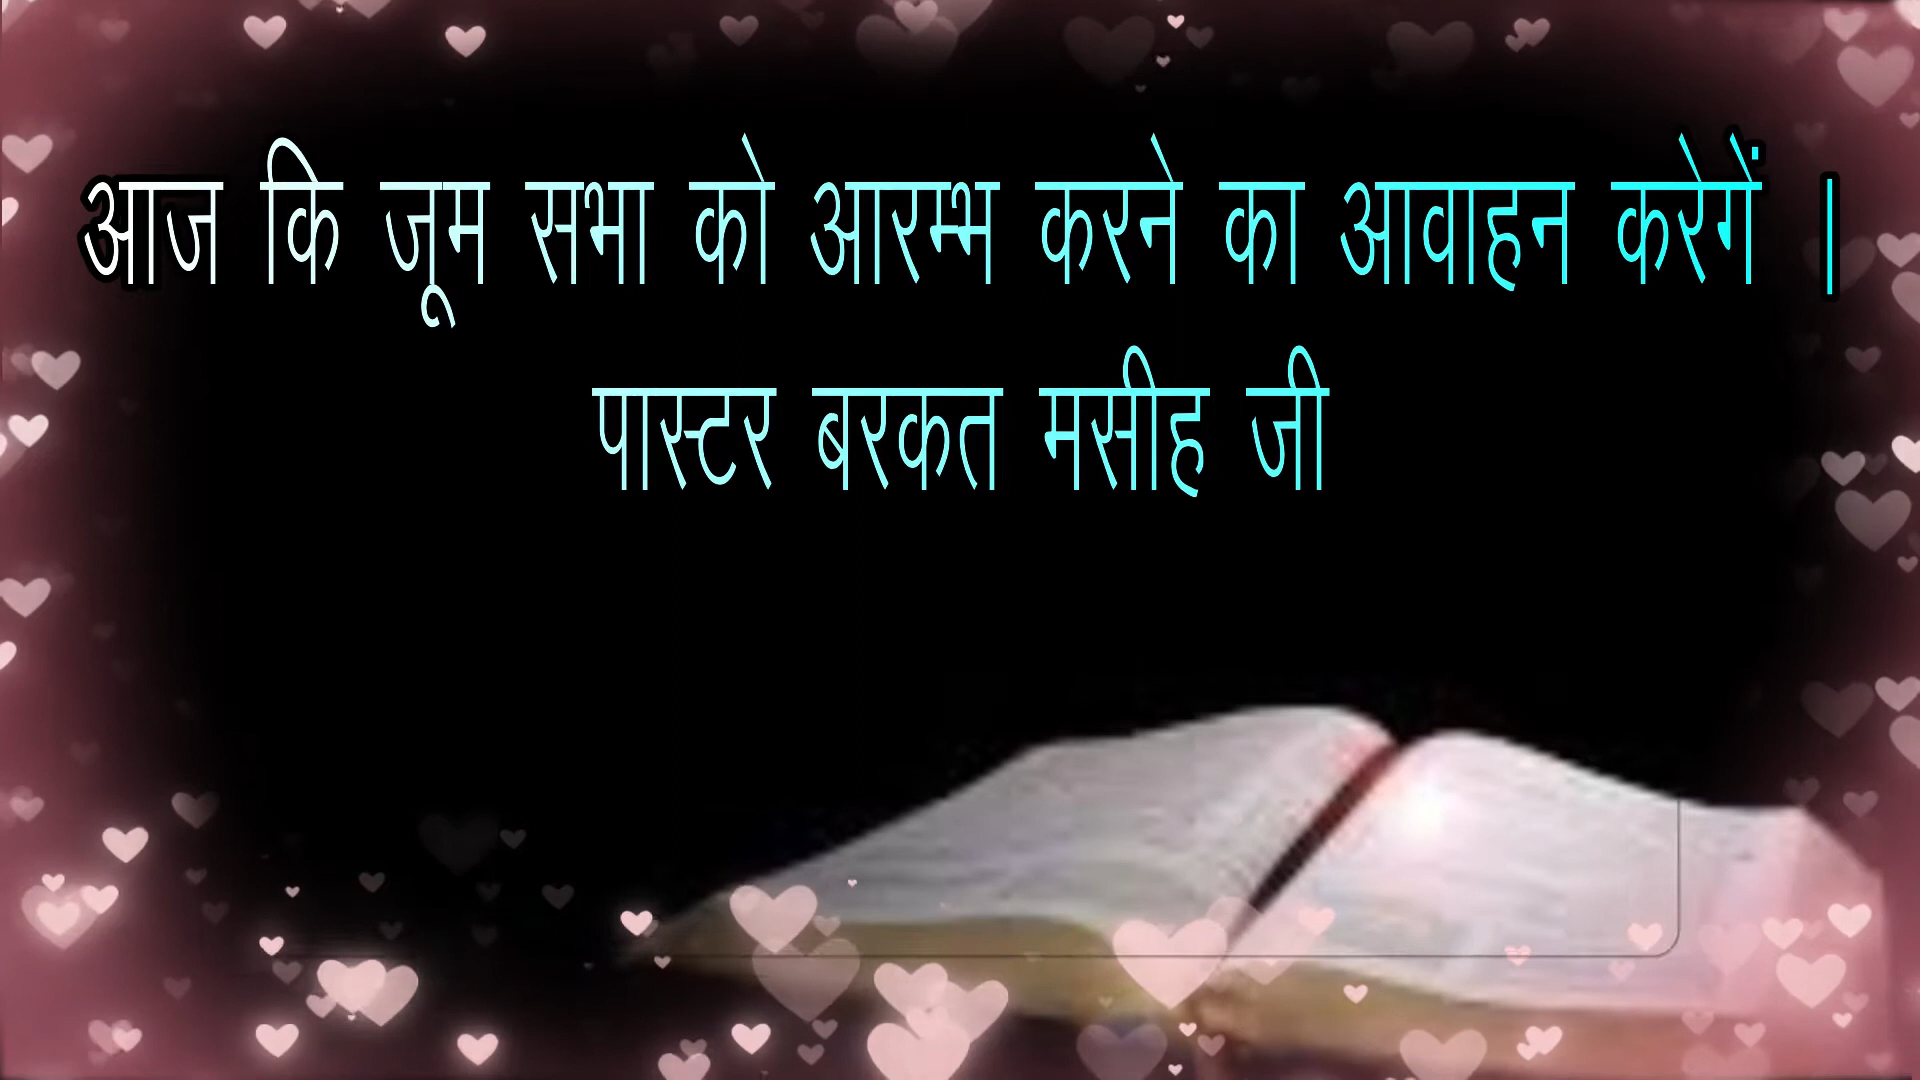 आज कि जूम सभा को आरम्भ करने का आवाहन करेगें ।
पास्टर बरकत मसीह जी